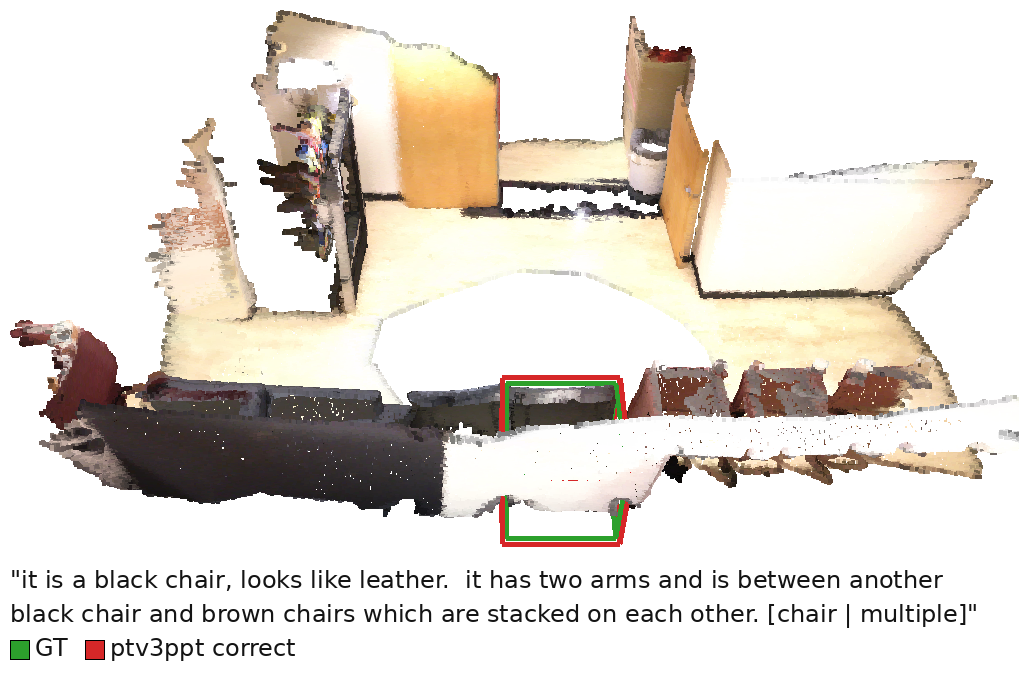 "it is a black chair, looks like leather.  it has two arms and is between another
black chair and brown chairs which are stacked on each other. [chair | multiple]"
GT  ptv3ppt correct